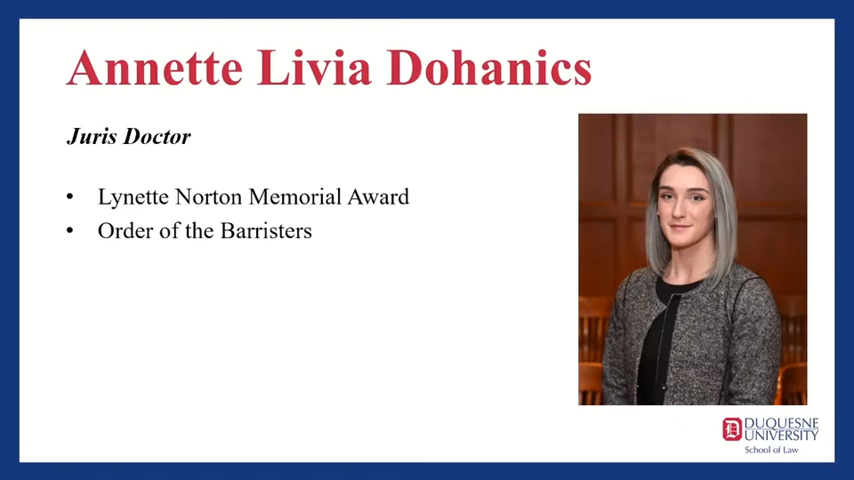 Annette Livia Dohanics
Juris Doctor
• Lynette Norton Memorial Award
• Order of the Barristers
D DUQUESNE
UNIVERSITY
School of Law